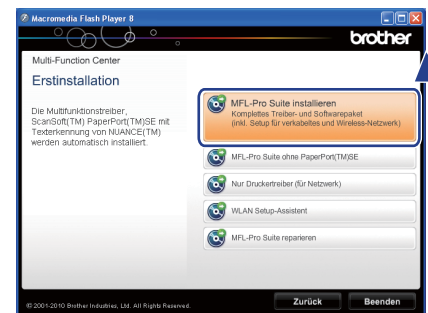 Macromedia Flash Player 8
brother
Multi-Function Center
Erstinstallation
Die Multifunktionstreiber,
ScanSoft(TM) PaperPort(TM)SE mit
Texterkennung von NUANCE(TM)
werden automatisch installiert.
MFL-Pro Suite installieren
Komplettes Treiber- und Softwarepaket
(inkl. Setup für verkabeltes und Wireless-Netzwerk)
MFL-Pro Suite ohne PaperPort(TM)SE
Nur Druckertreiber (für Netzwerk)
WLAN Setup-Assistent
MFL-Pro Suite reparieren
© 2001-2010 Brother Industries, Ltd. All Rights Reserved.
Zurück
Beenden